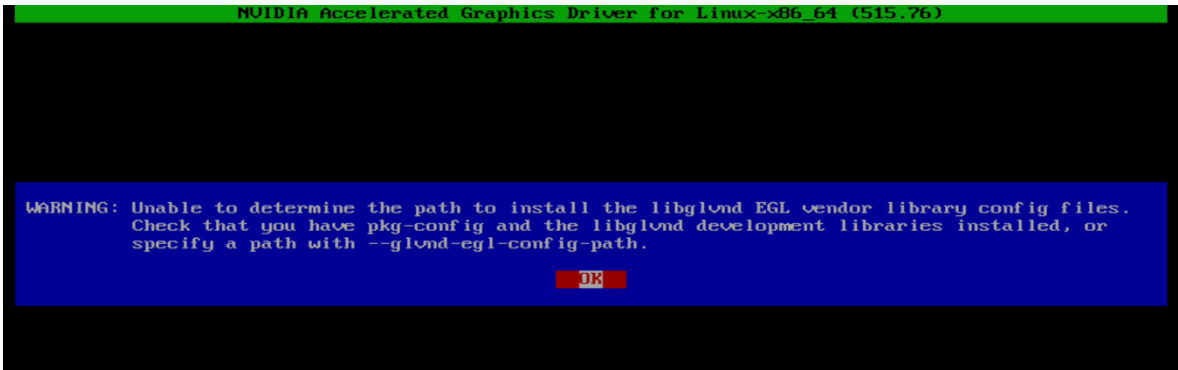 NVIDIA Accelerated Graphics Driver for Linux-x86_64 (515.76)
WARNING: Unable to determine the path to install the libglvnd EGL vendor library config files.
Check that you have pkg-config and the libglvnd development libraries installed, or
specify a path with --glvnd-egl-config-path.
OK